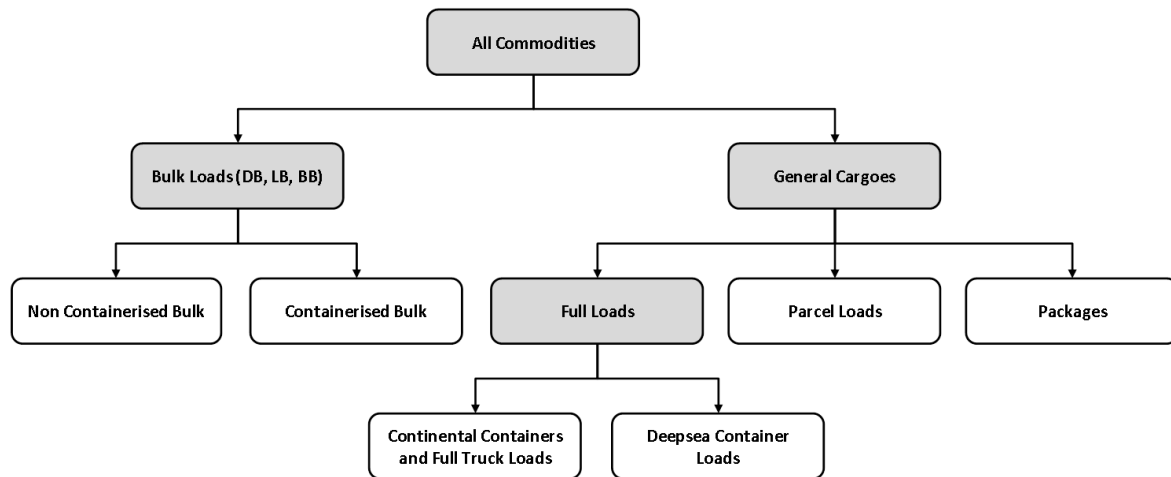 All Commodities
Bulk Loads (DB, LB, BB)
General Cargoes
Non Containerised Bulk
Containerised Bulk
Full Loads
Parcel Loads
Packages
Continental Containers
and Full Truck Loads
Deepsea Container
Loads